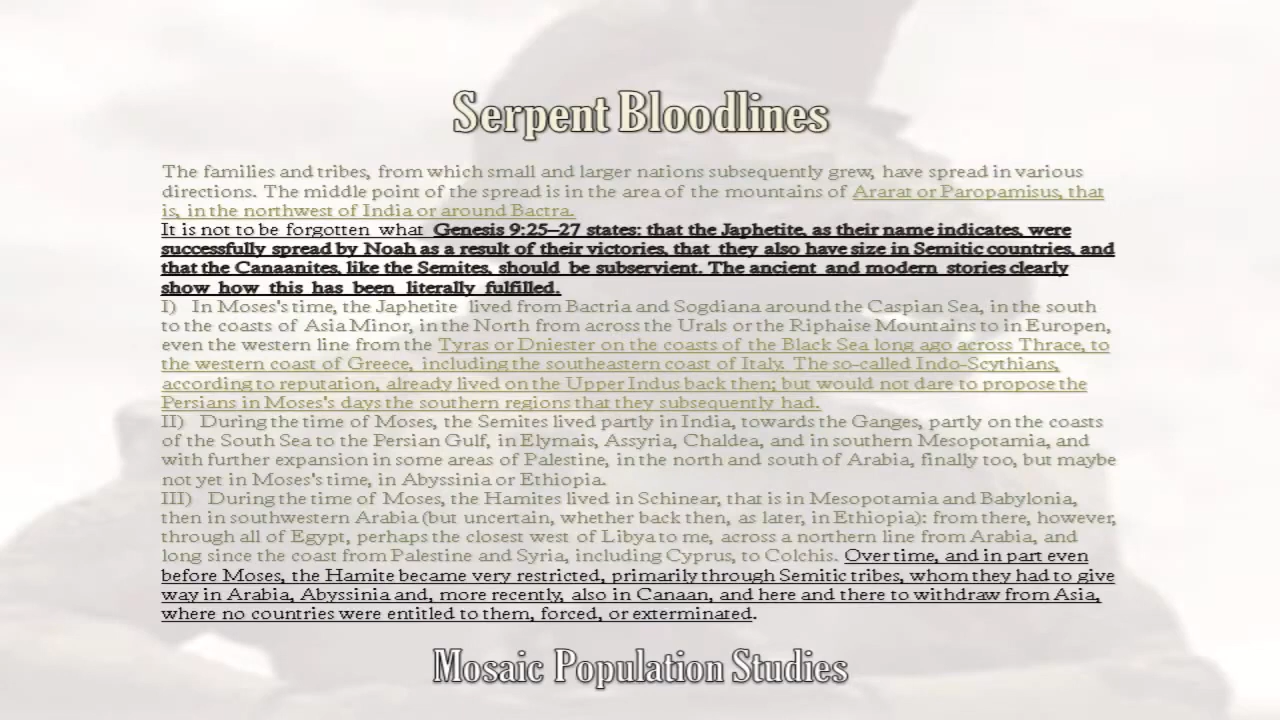 Serpent Bloodlines
The families and tribes, from which small and larger nations subsequently grew, have spread in various
directions. The middle point of the spread is in the area of the mountains of Ararat or Paropamisus, that
is, in the northwest of India or around Bactra.
It is not to be forgotten what Genesis 9:25–27 states: that the Japhetite, as their name indicates, were
successfully spread by Noah as a result of their victories, that they also have size in Semitic countries, and
that the Canaanites, like the Semites, should be subservient. The ancient and modern stories clearly
show how this has been literally fulfilled.
I) In Moses's time, the Japhetite lived from Bactria and Sogdiana around the Caspian Sea, in the south
to the coasts of Asia Minor, in the North from across the Urals or the Riphaise Mountains to in Europen,
even the western line from the Tyras or Dniester on the coasts of the Black Sea long ago across Thrace, to
the western coast of Greece, including the southeastern coast of Italy. The so-called Indo-Scythians,
according to reputation, already lived on the Upper Indus back then; but would not dare to propose the
Persians in Moses's days the southern regions that they subsequently had.
II) During the time of Moses, the Semites lived partly in India, towards the Ganges, partly on the coasts
of the South Sea to the Persian Gulf, in Elymais, Assyria, Chaldea, and in southern Mesopotamia, and
with further expansion in some areas of Palestine, in the north and south of Arabia, finally too, but maybe
not yet in Moses's time, in Abyssinia or Ethiopia.
III) During the time of Moses, the Hamites lived in Schinear, that is in Mesopotamia and Babylonia,
then in southwestern Arabia (but uncertain, whether back then, as later, in Ethiopia): from there, however,
through all of Egypt, perhaps the closest west of Libya to me, across a northern line from Arabia, and
long since the coast from Palestine and Syria, including Cyprus, to Colchis. Over time, and in part even
before Moses, the Hamite became very restricted, primarily through Semitic tribes, whom they had to give
way in Arabia, Abyssinia and, more recently, also in Canaan, and here and there to withdraw from Asia,
where no countries were entitled to them, forced, or exterminated.
Mosaic Population Studies